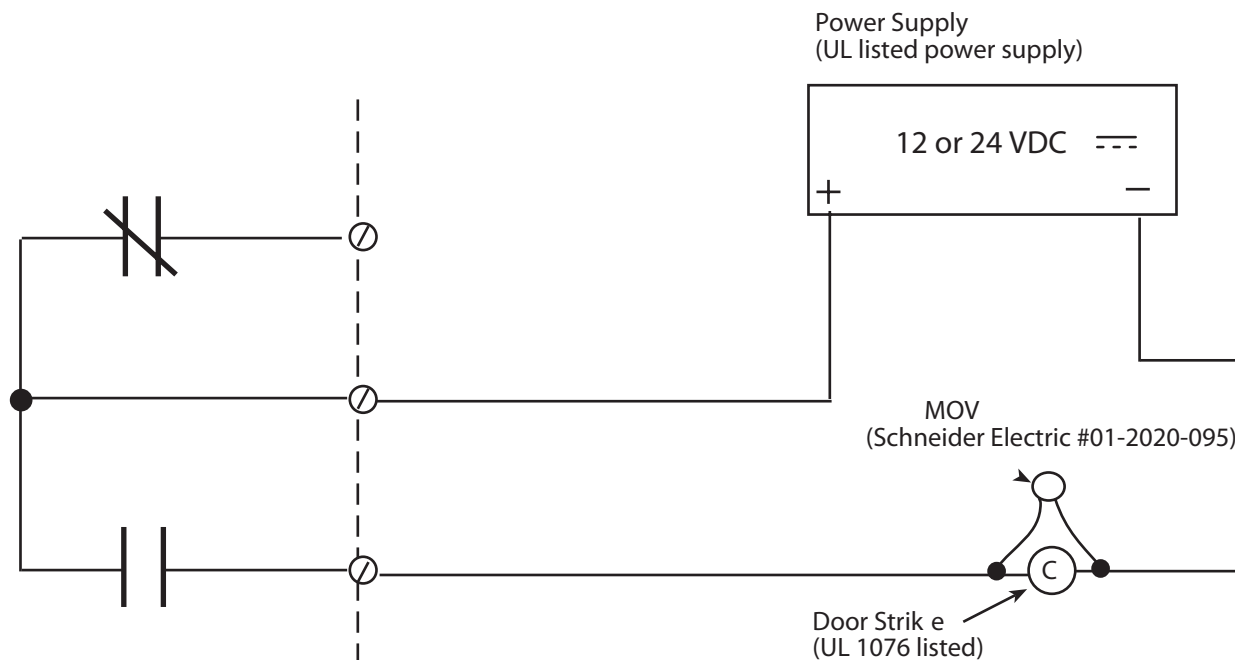 Power Supply
(UL listed power supply)
12 or 24 VDC
+ −
MOV
(Schneider Electric #01-2020-095)
C
Door Strik e
(UL 1076 listed)